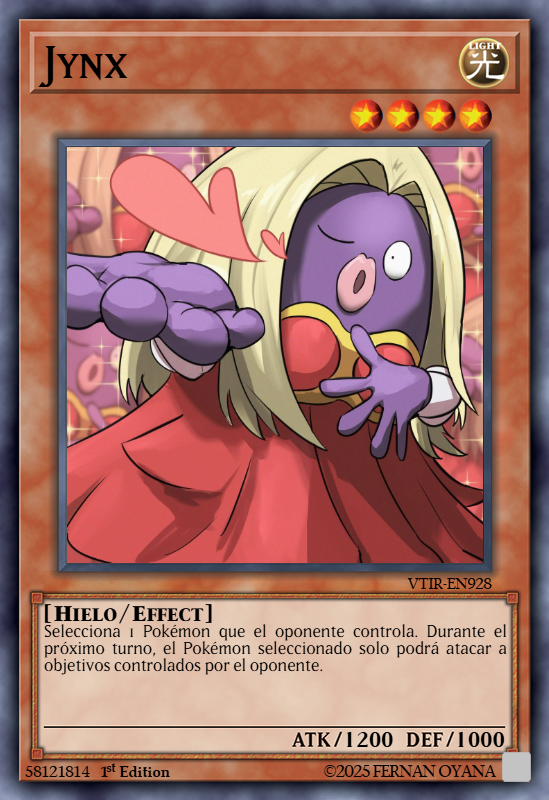 Jynx
LIGHT
光
VTIR-EN928
[Hielo/Effect]
Selecciona 1 Pokémon que el oponente controla. Durante el
próximo turno, el Pokémon seleccionado solo podrá atacar a
objetivos controlados por el oponente.
ATK/1200 DEF/1000
58121814 1st Edition ©2025 FERNAN OYANA